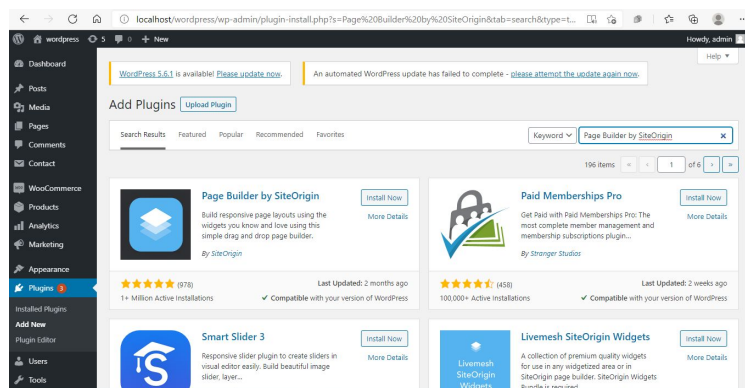 localhost/wordpress/wp-admin/plugin-install.php?s=Page%20Builder%20by%20SiteOrigin&tab=search&type=t...
wordpress 5 0 + New Howdy, admin
Help
Dashboard
Posts
Media
Pages
Comments
Contact
WooCommerce
Products
Analytics
Marketing
Appearance
Plugins 3
Installed Plugins
Add New
Plugin Editor
Users
Tools
WordPress 5.6.1 is available! Please update now.
An automated WordPress update has failed to complete - please attempt the update again now.
Add Plugins Upload Plugin
Search Results Featured Popular Recommended Favorites Keyword Page Builder by SiteOrigin
196 items « ‹ 1 of 6 › »
Page Builder by SiteOrigin
Install Now
More Details
Build responsive page layouts using the
widgets you know and love using this
simple drag and drop page builder.
By SiteOrigin
(978) Last Updated: 2 months ago
1+ Million Active Installations Compatible with your version of WordPress
Paid Memberships Pro
Install Now
More Details
Get Paid with Paid Memberships Pro: The
most complete member management and
membership subscriptions plugin...
By Stranger Studios
(458) Last Updated: 2 weeks ago
100,000+ Active Installations Compatible with your version of WordPress
Smart Slider 3
Install Now
More Details
Responsive slider plugin to create sliders in
visual editor easily. Build beautiful image
slider, layer...
Livemesh
SiteOrigin
Widgets
Livemesh SiteOrigin Widgets
Install Now
More Details
A collection of premium quality widgets
for use in any widgetized area or in
SiteOrigin page builder. SiteOrigin Widgets
Bundle is required.